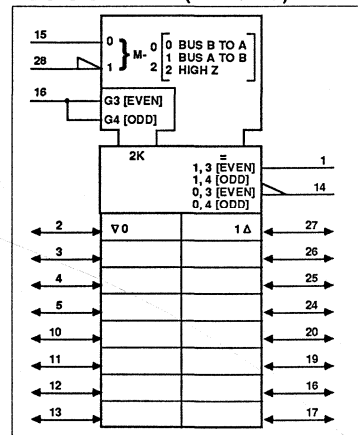 15
0 } M- 0/2 [ 0 BUS B TO A
1 BUS A TO B
2 HIGH Z ]
28
1
16
G3 [EVEN]
G4 [ODD]
2K
=
1, 3 [EVEN]
1
1, 4 [ODD]
0, 3 [EVEN]
14
0, 4 [ODD]
2 ∇0 1∆ 27
3 26
4 25
5 24
10 20
11 19
12 16
13 17